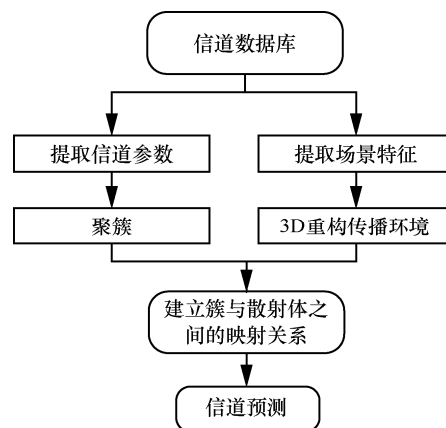 信道数据库
提取信道参数
提取场景特征
聚簇
3D重构传播环境
建立簇与散射体之
间的映射关系
信道预测